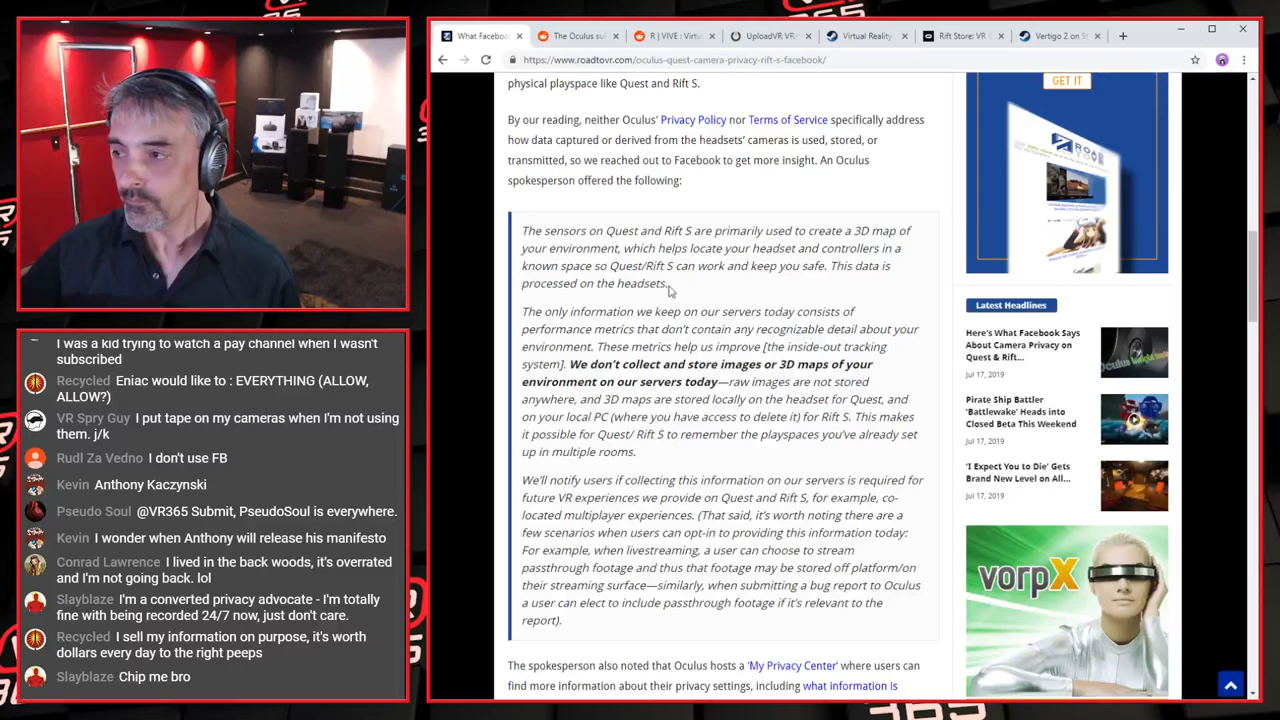 I was a kid trying to watch a pay channel when I wasn't
subscribed
Recycled Eniac would like to : EVERYTHING (ALLOW,
ALLOW?)
VR Spry Guy I put tape on my cameras when I'm not using
them. j/k
Rudl Za Vedno I don't use FB
Kevin Anthony Kaczynski
Pseudo Soul @VR365 Submit, PseudoSoul is everywhere.
Kevin I wonder when Anthony will release his manifesto
Conrad Lawrence I lived in the back woods, it's overrated
and I'm not going back. lol
Slayblaze I'm a converted privacy advocate - I'm totally
fine with being recorded 24/7 now, just don't care.
Recycled I sell my information on purpose, it's worth
dollars every day to the right peeps
Slayblaze Chip me bro
What Facebo
The Oculus su
R | VIVE : Virtu
UploadVR VR
Virtual Reality
Rift Store: VR G
Vertigo 2 on S
https://www.roadtovr.com/oculus-quest-camera-privacy-rift-s-facebook/
physical playspace like Quest and Rift S.
By our reading, neither Oculus' Privacy Policy nor Terms of Service specifically address
how data captured or derived from the headsets' cameras is used, stored, or
transmitted, so we reached out to Facebook to get more insight. An Oculus
spokesperson offered the following:
The sensors on Quest and Rift S are primarily used to create a 3D map of
your environment, which helps locate your headset and controllers in a
known space so Quest/Rift S can work and keep you safe. This data is
processed on the headsets.
The only information we keep on our servers today consists of
performance metrics that don't contain any recognizable detail about your
environment. These metrics help us improve [the inside-out tracking
system]. We don't collect and store images or 3D maps of your
environment on our servers today—raw images are not stored
anywhere, and 3D maps are stored locally on the headset for Quest, and
on your local PC (where you have access to delete it) for Rift S. This makes
it possible for Quest/ Rift S to remember the playspaces you've already set
up in multiple rooms.
We'll notify users if collecting this information on our servers is required for
future VR experiences we provide on Quest and Rift S, for example, co-
located multiplayer experiences. (That said, it's worth noting there are a
few scenarios when users can opt-in to providing this information today:
For example, when livestreaming, a user can choose to stream
passthrough footage and thus that footage may be stored off platform/on
their streaming surface—similarly, when submitting a bug report to Oculus
a user can elect to include passthrough footage if it's relevant to the
report).
The spokesperson also noted that Oculus hosts a 'My Privacy Center' where users can
find more information about their privacy settings, including what information is
GET IT
Latest Headlines
Here's What Facebook Says
About Camera Privacy on
Quest & Rift...
Jul 17, 2019
Pirate Ship Battler
'Battlewake' Heads into
Closed Beta This Weekend
Jul 17, 2019
'I Expect You to Die' Gets
Brand New Level on All...
Jul 17, 2019
vorpX